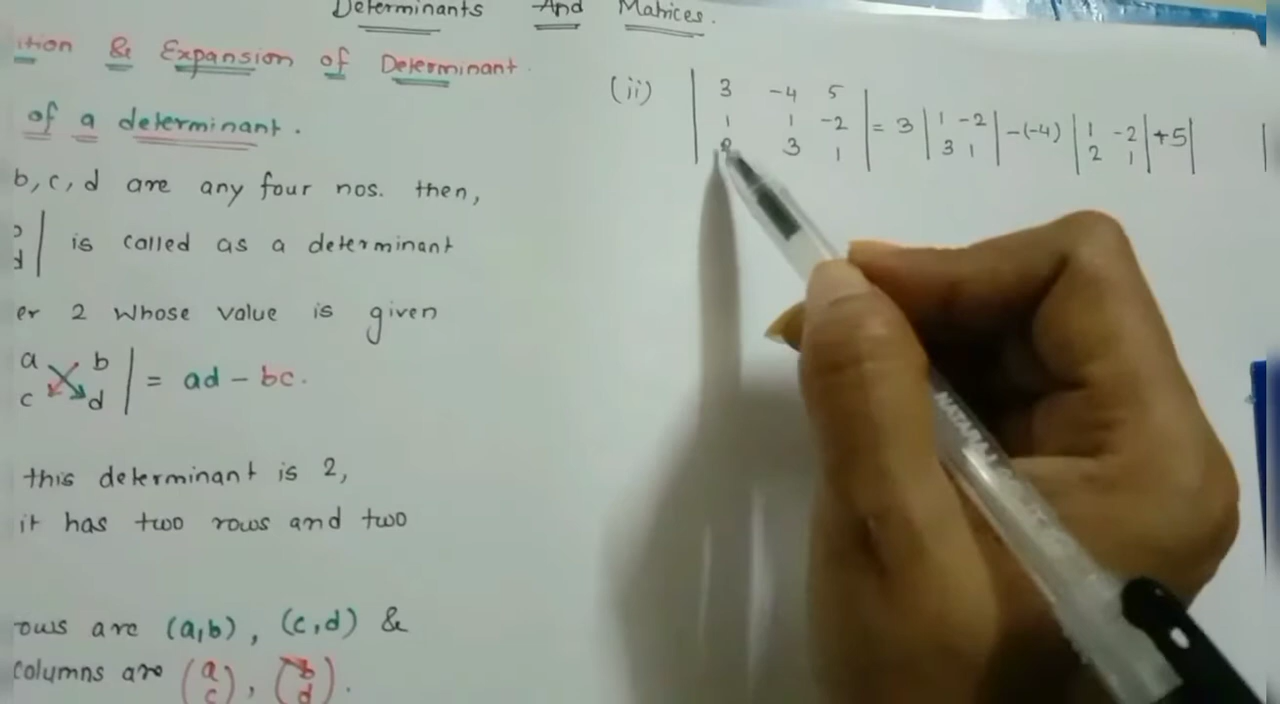 Determinants And Matrices.
ition & Expansion of Determinant.
of a determinant.
b, c, d are any four nos. then,
is called as a determinant
er 2 whose value is given
a b
c d | = ad - bc.
this determinant is 2,
it has two rows and two
ows are (a,b), (c,d) &
columns are (a c), (b d).
(ii) | 3 -4 5
1 1 -2 | = 3 | 1 -2 | -(-4) | 1 -2 | +5 | |
3 1 2 1
3 1
NATARAJ